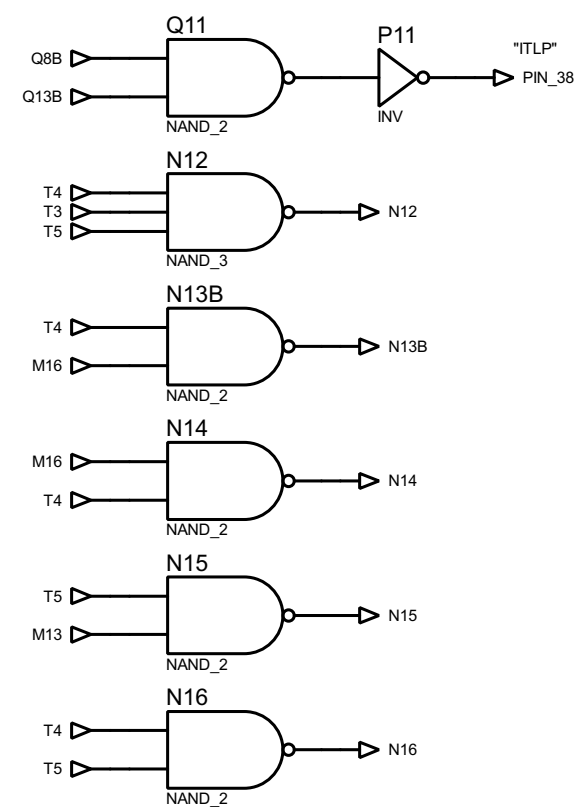 Q11
P11
"ITLP"
Q8B
Q13B
PIN_38
NAND_2
INV
N12
T4
T3
T5
N12
NAND_3
N13B
T4
M16
N13B
NAND_2
N14
M16
T4
N14
NAND_2
N15
T5
M13
N15
NAND_2
N16
T4
T5
N16
NAND_2